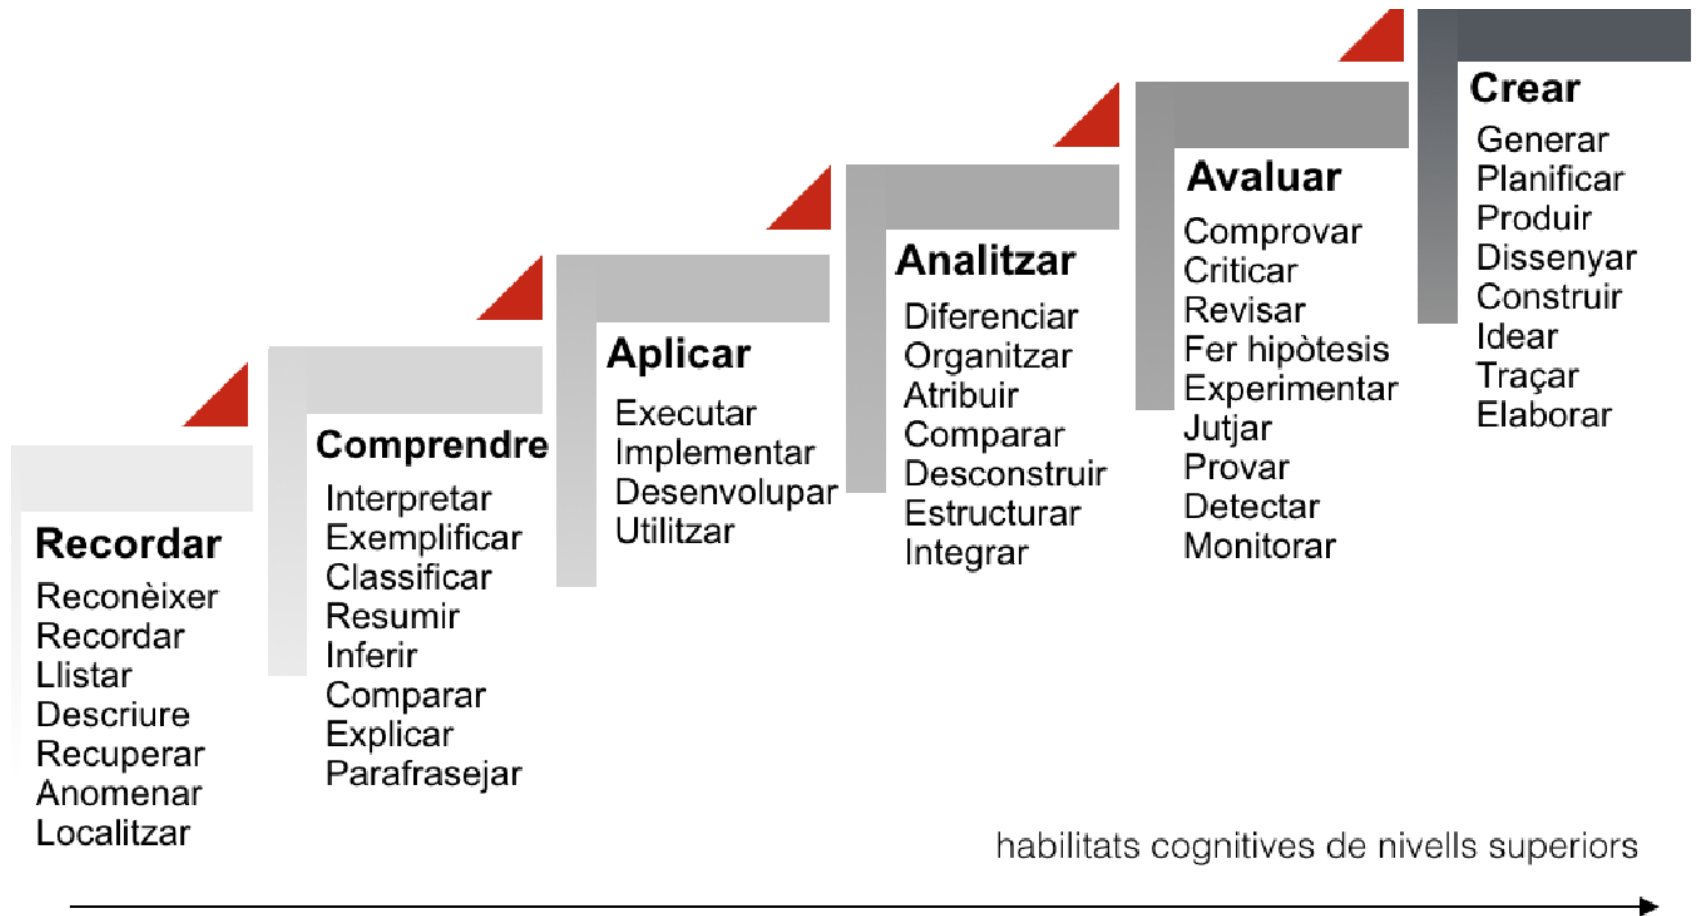 Recordar
Reconèixer
Recordar
Llistar
Descriure
Recuperar
Anomenar
Localitzar
Comprendre
Interpretar
Exemplificar
Classificar
Resumir
Inferir
Comparar
Explicar
Parafrasejar
Aplicar
Executar
Implementar
Desenvolupar
Utilitzar
Analitzar
Diferenciar
Organitzar
Atribuir
Comparar
Desconstruir
Estructurar
Integrar
Avaluar
Comprovar
Criticar
Revisar
Fer hipòtesis
Experimentar
Jutjar
Provar
Detectar
Monitorar
Crear
Generar
Planificar
Produir
Dissenyar
Construir
Idear
Traçar
Elaborar
habilitats cognitives de nivells superiors